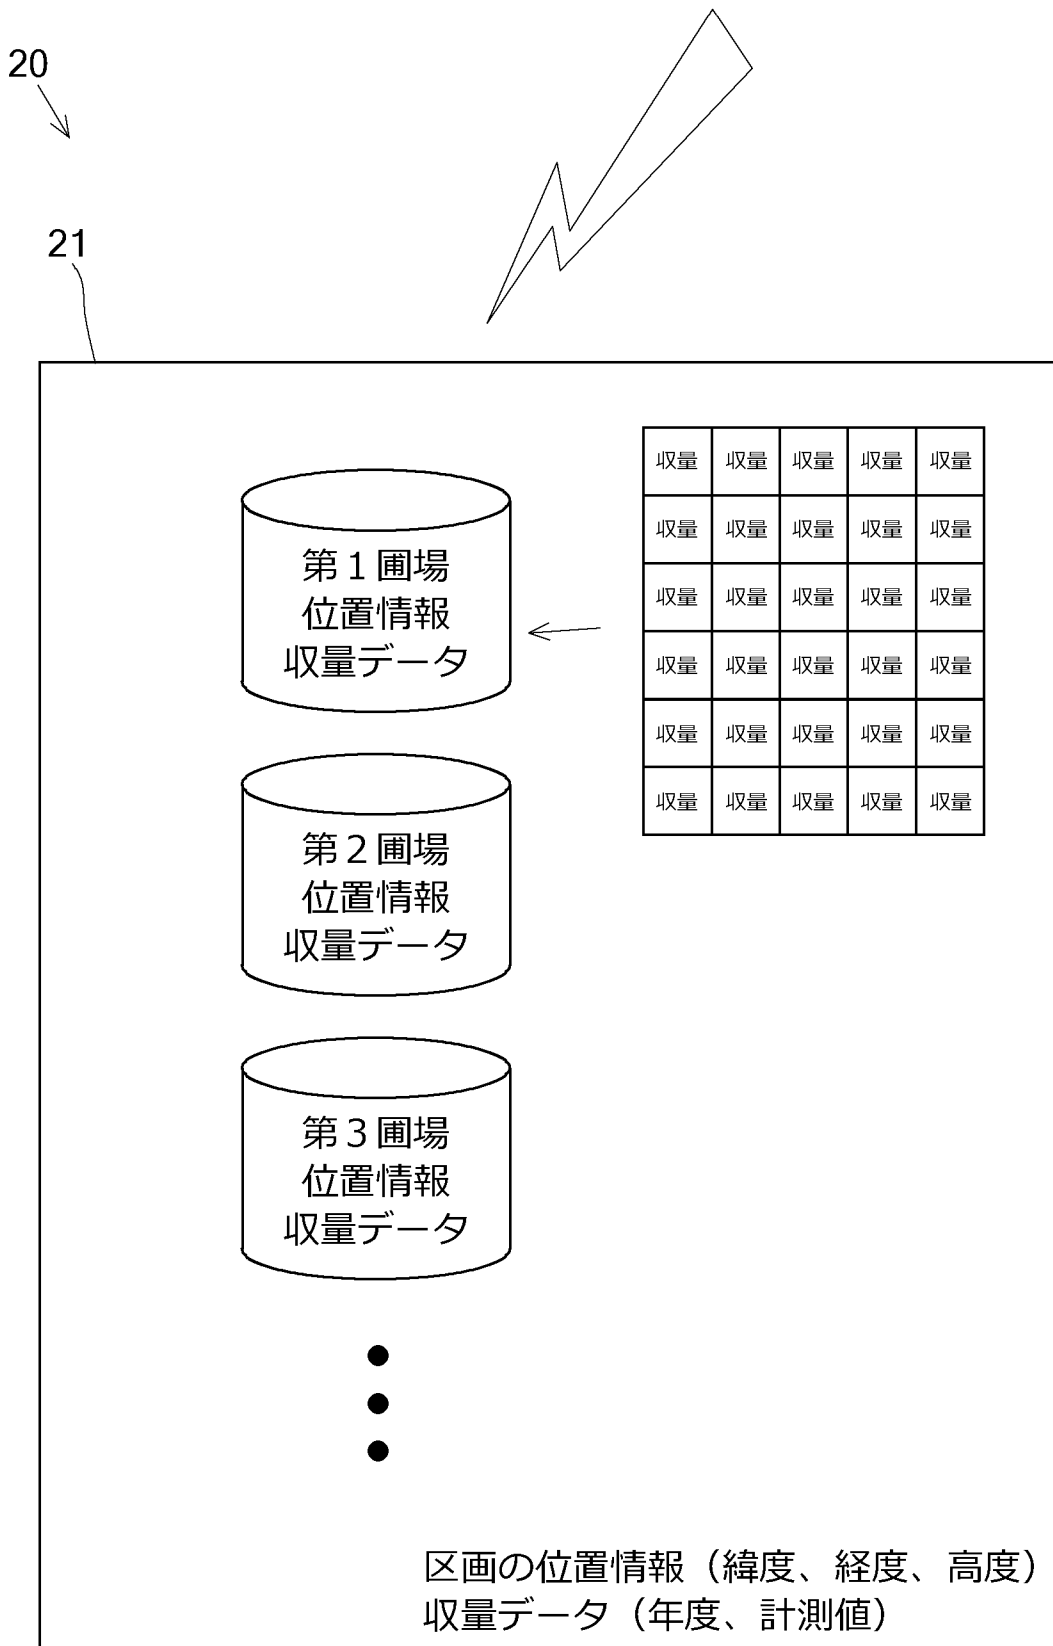 20
21
収量 収量 収量 収量 収量
収量 収量 収量 収量 収量
収量 収量 収量 収量 収量
収量 収量 収量 収量 収量
収量 収量 収量 収量 収量
収量 収量 収量 収量 収量
第１圃場
位置情報
収量データ
第２圃場
位置情報
収量データ
第３圃場
位置情報
収量データ
区画の位置情報（緯度、経度、高度）
収量データ（年度、計測値）